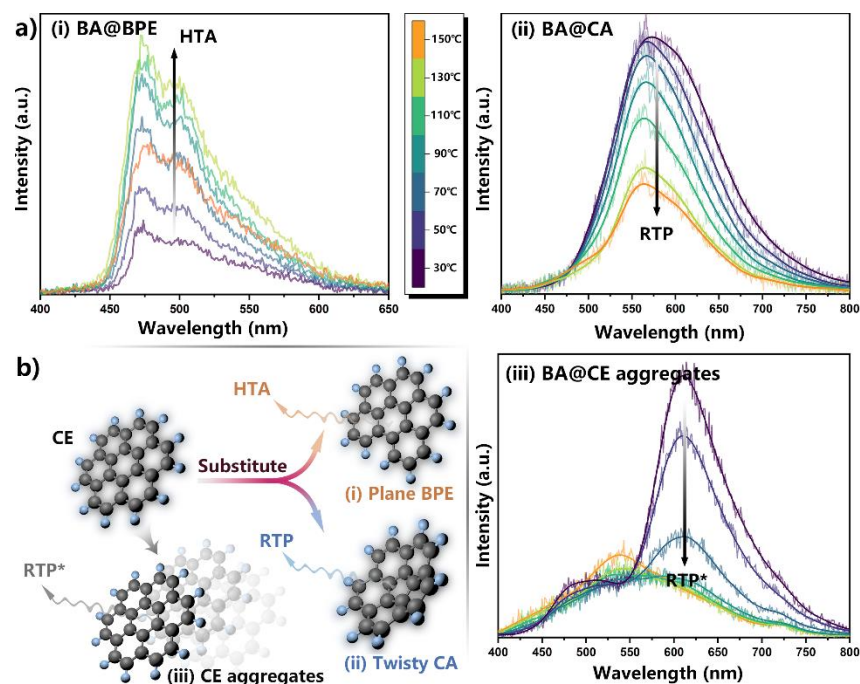 a)
(i) BA@BPE
HTA
Intensity (a.u.)
400 450 500 550 600 650
Wavelength (nm)
150℃
130℃
110℃
90℃
70℃
50℃
30℃
(ii) BA@CA
RTP
Intensity (a.u.)
400 450 500 550 600 650 700 750 800
Wavelength (nm)
b)
CE
HTA
Substitute
(i) Plane BPE
RTP
RTP*
(ii) Twisty CA
(iii) CE aggregates
(iii) BA@CE aggregates
RTP*
Intensity (a.u.)
400 450 500 550 600 650 700 750 800
Wavelength (nm)